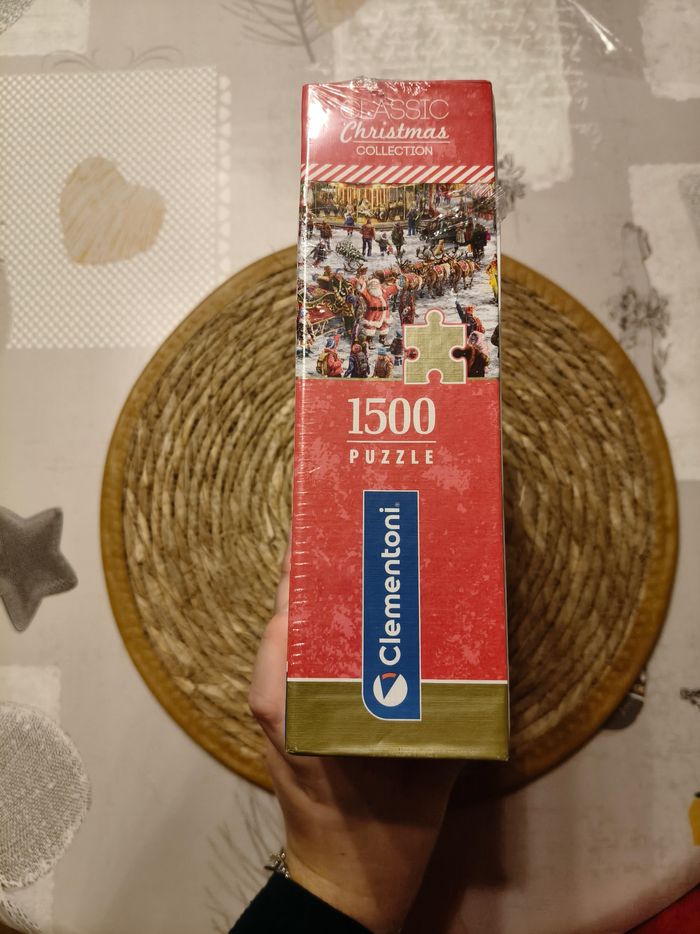 CLASSIC
Christmas
COLLECTION
1500
PUZZLE
Clementoni